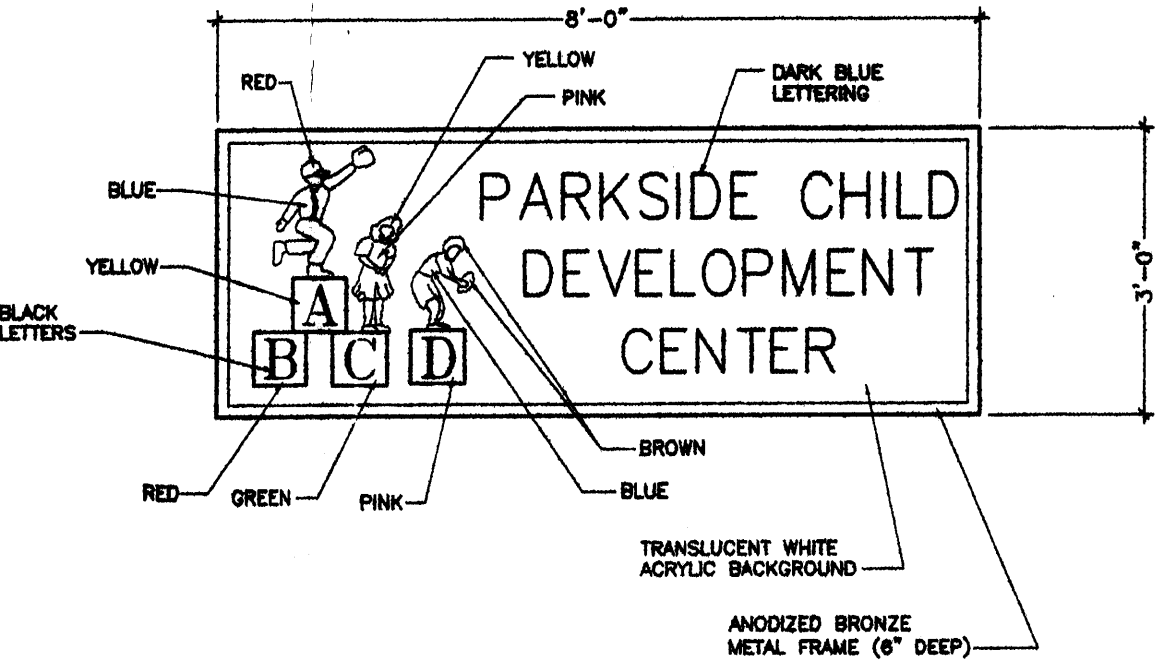 8'-0"
YELLOW
RED
PINK
DARK BLUE
LETTERING
BLUE
PARKSIDE CHILD
DEVELOPMENT
CENTER
3'-0"
YELLOW
BLACK
LETTERS
A
B C D
BROWN
BLUE
RED
GREEN
PINK
TRANSLUCENT WHITE
ACRYLIC BACKGROUND
ANODIZED BRONZE
METAL FRAME (6" DEEP)